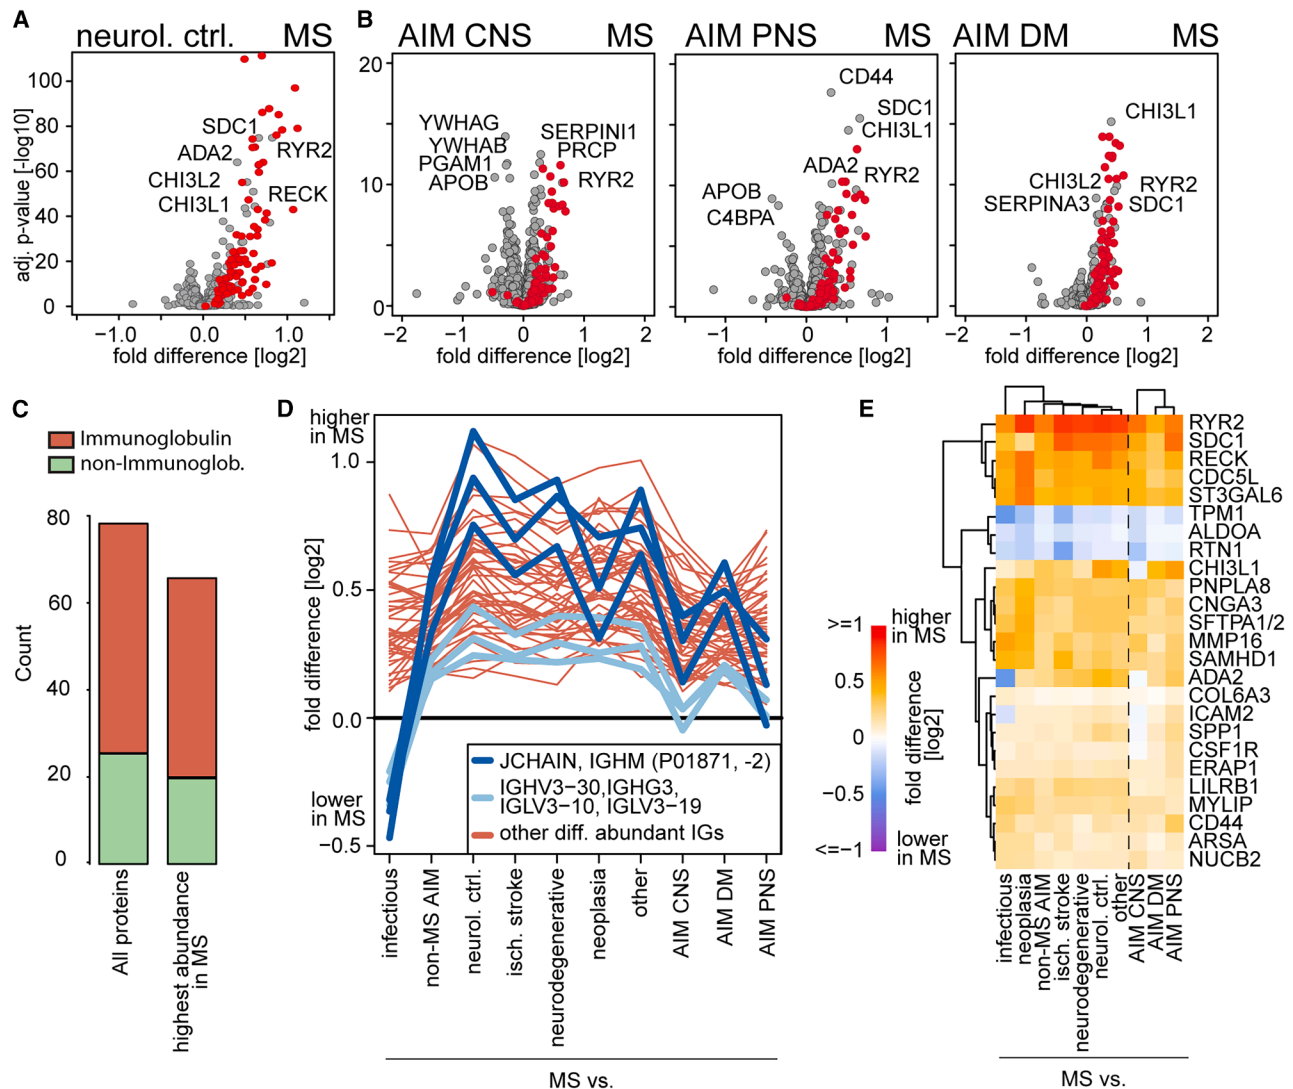 A
neurol. ctrl. MS
adj. p-value [-log10]
100
80
60
40
20
0
SDC1
ADA2
RYR2
CHI3L2
RECK
CHI3L1
−1.0 0.0 1.0
fold difference [log2]
B
AIM CNS MS
20
10
0
YWHAG
YWHAB
PGAM1
APOB
SERPINI1
PRCP
RYR2
−2 −1 0 1 2
fold difference [log2]
AIM PNS MS
CD44
SDC1
CHI3L1
ADA2
RYR2
APOB
C4BPA
−1 0 1
fold difference [log2]
AIM DM MS
CHI3L1
CHI3L2
RYR2
SERPINA3
SDC1
−2 −1 0 1 2
fold difference [log2]
C
Immunoglobulin
non-Immunoglob.
Count
80
60
40
20
0
All proteins
highest abundance
in MS
D
higher
in MS
1.0
0.5
0.0
lower
in MS
−0.5
fold difference [log2]
JCHAIN, IGHM (P01871, -2)
IGHV3−30,IGHG3,
IGLV3−10, IGLV3−19
other diff. abundant IGs
infectious
non-MS AIM
neurol. ctrl.
isch. stroke
neurodegenerative
neoplasia
other
AIM CNS
AIM DM
AIM PNS
MS vs.
E
RYR2
SDC1
RECK
CDC5L
ST3GAL6
TPM1
ALDOA
RTN1
CHI3L1
PNPLA8
CNGA3
SFTPA1/2
MMP16
SAMHD1
ADA2
COL6A3
ICAM2
SPP1
CSF1R
ERAP1
LILRB1
MYLIP
CD44
ARSA
NUCB2
higher
in MS
>=1
0.5
0
−0.5
<=−1
lower
in MS
fold difference
[log2]
infectious
neoplasia
non-MS AIM
isch. stroke
neurodegenerative
neurol. ctrl.
other
AIM CNS
AIM DM
AIM PNS
MS vs.